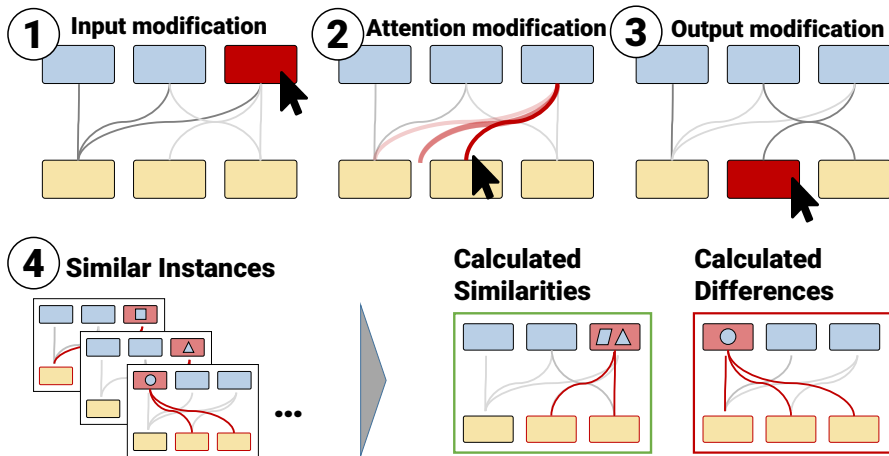 1 Input modification
2 Attention modification
3 Output modification
4 Similar Instances
...
Calculated
Similarities
Calculated
Differences